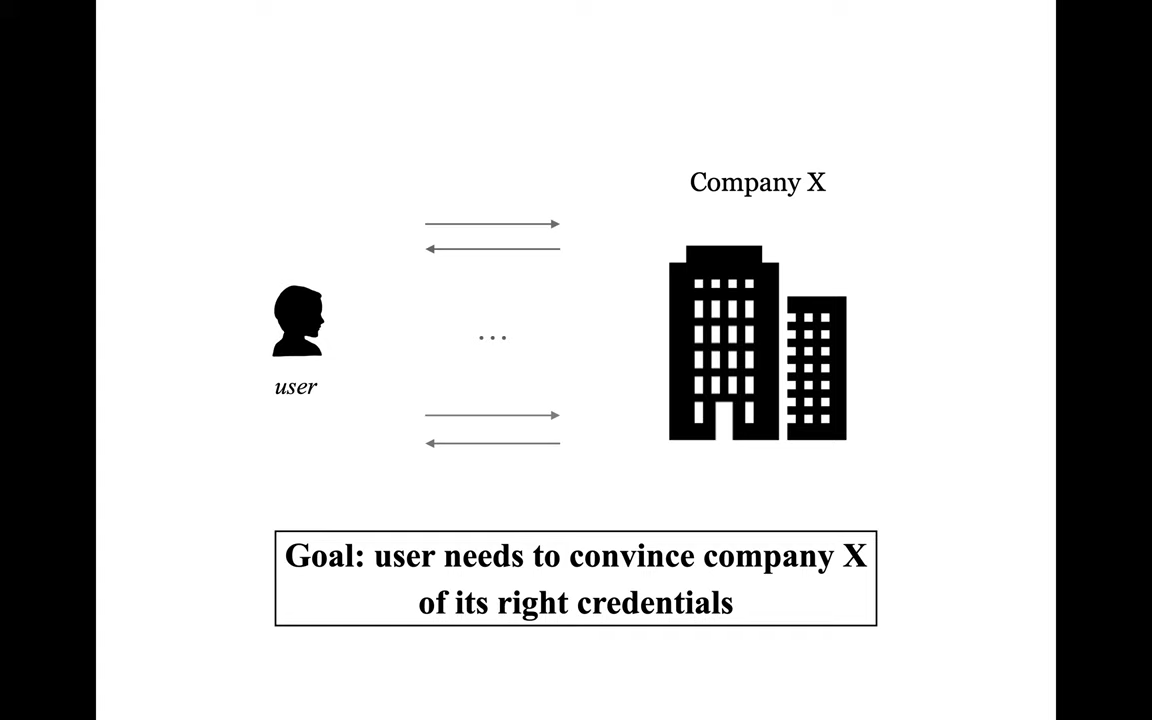 Company X
...
user
Goal: user needs to convince company X
of its right credentials